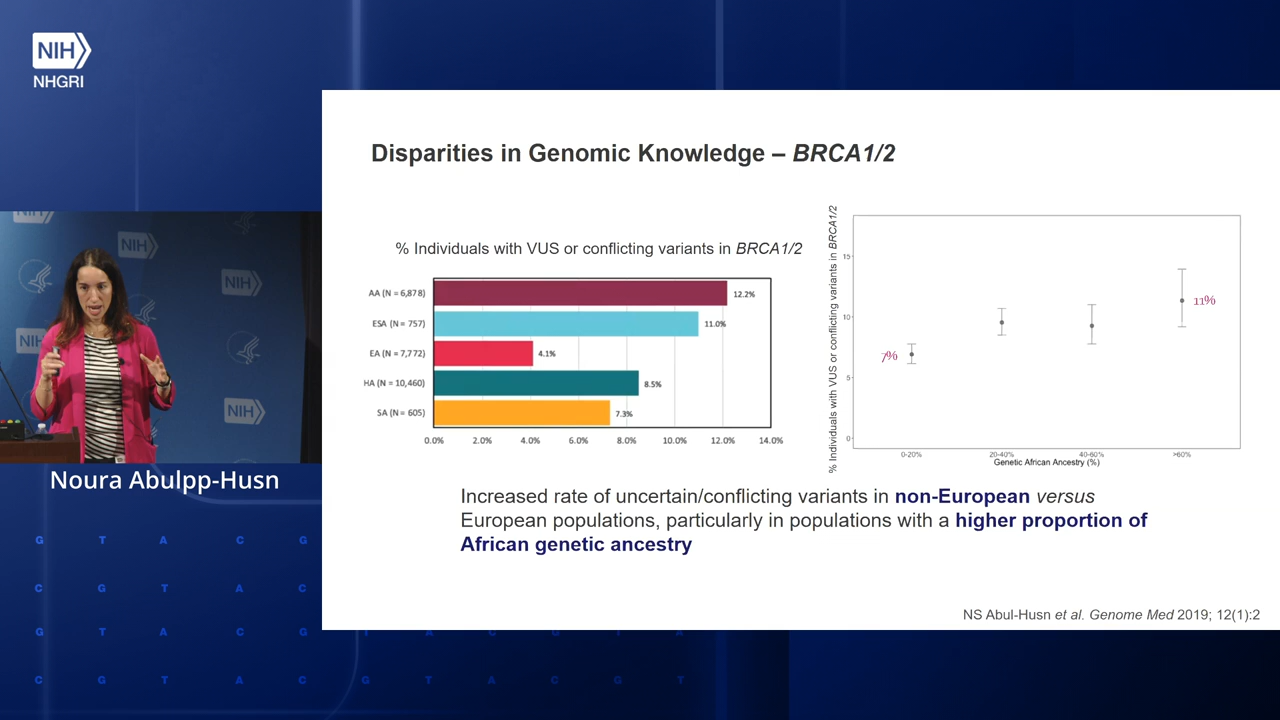 NIH
NHGRI
Disparities in Genomic Knowledge – BRCA1/2
% Individuals with VUS or conflicting variants in BRCA1/2
AA (N = 6,878)
12.2%
ESA (N = 757)
11.0%
EA (N = 7,772)
4.1%
HA (N = 10,460)
8.5%
SA (N = 605)
7.3%
0.0% 2.0% 4.0% 6.0% 8.0% 10.0% 12.0% 14.0%
% Individuals with VUS or conflicting variants in BRCA1/2
15
10
5
0
7%
11%
0-20% 20-40% 40-60% >60%
Genetic African Ancestry (%)
Increased rate of uncertain/conflicting variants in non-European versus
European populations, particularly in populations with a higher proportion of
African genetic ancestry
NS Abul-Husn et al. Genome Med 2019; 12(1):2
NIH
NIH
NIH
NIH
NIH
Noura Abulpp-Husn
G T A C G
C G T A C
G T A C G T A C G T A
C G T A C G T A C G T